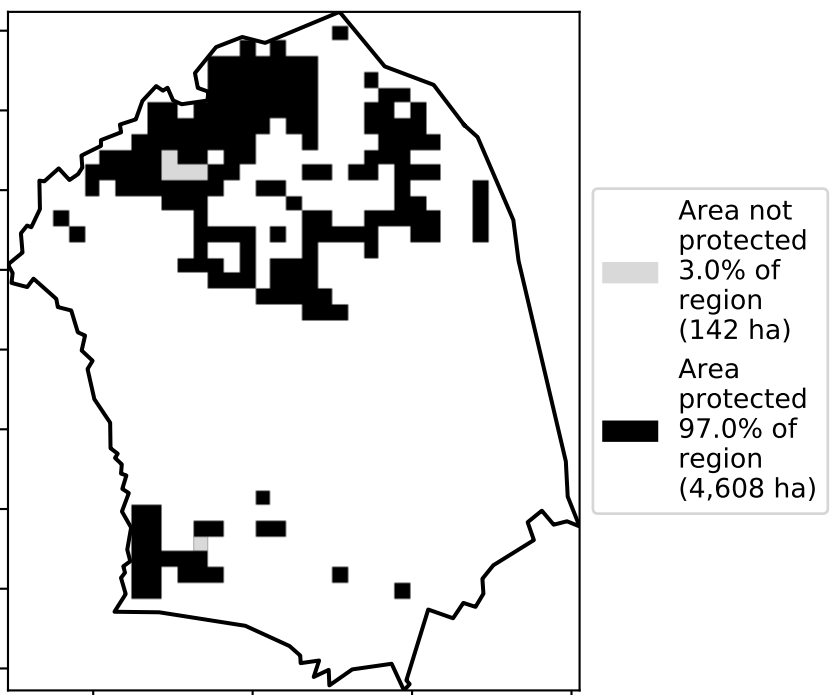 Area not
protected
3.0% of
region
(142 ha)
Area
protected
97.0% of
region
(4,608 ha)